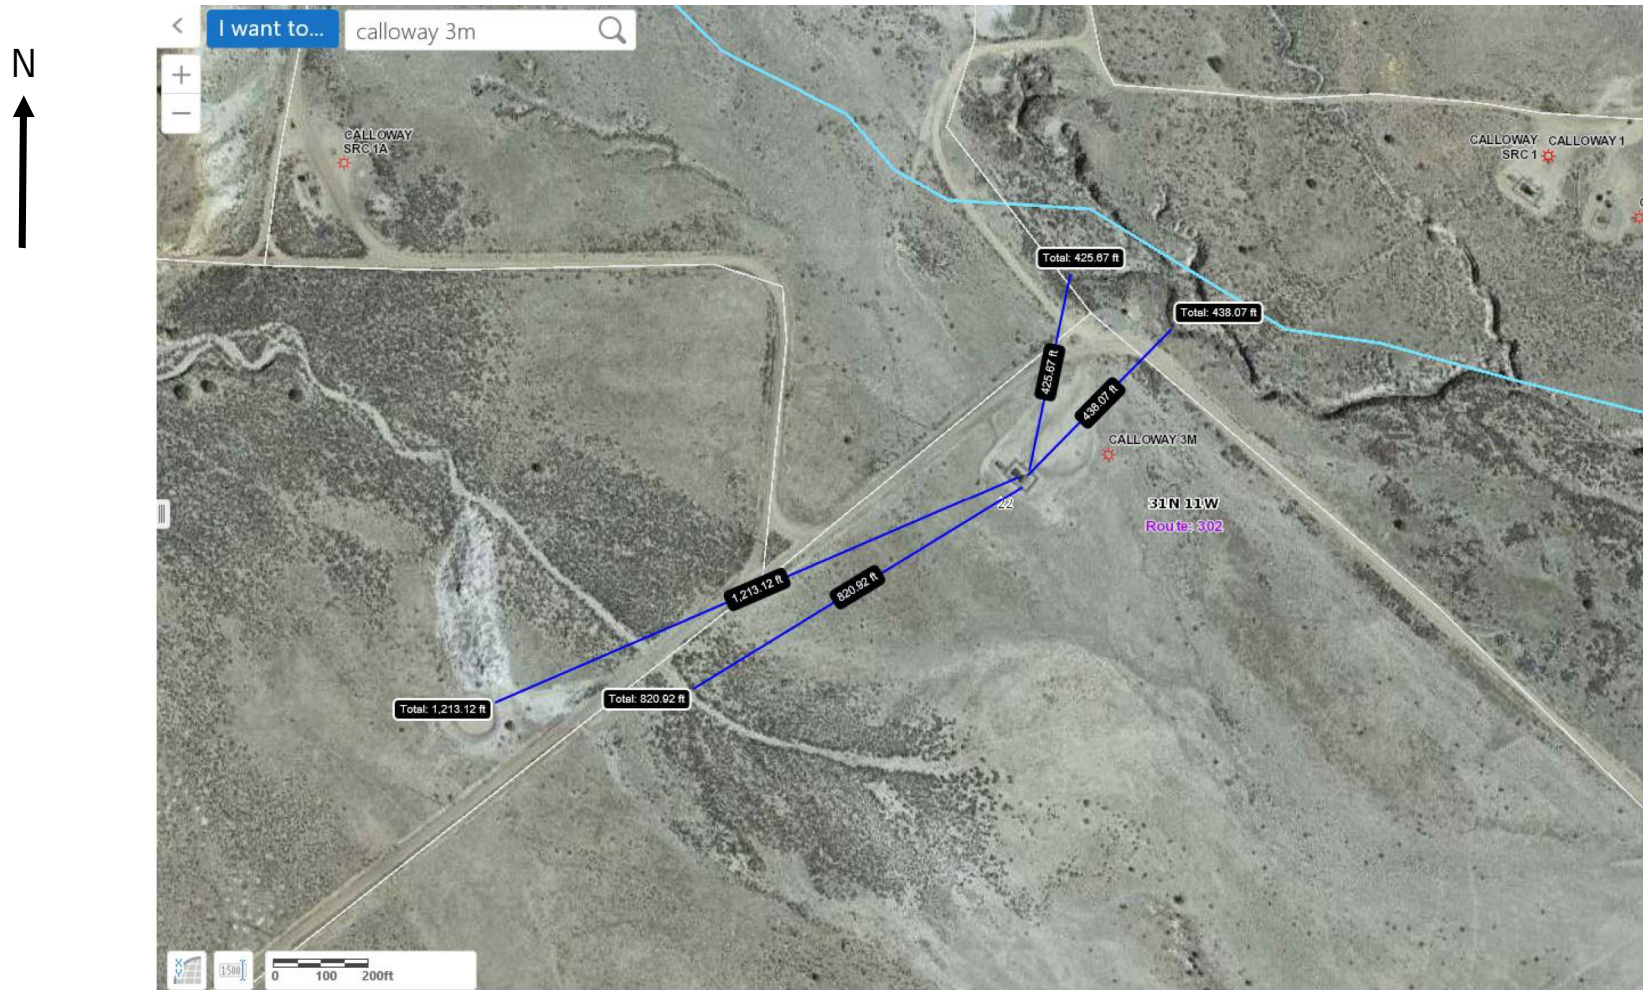 N
I want to...
calloway 3m
CALLOWAY
SRC 1A
CALLOWAY
SRC 1
CALLOWAY 1
Total: 425.67 ft
Total: 438.07 ft
425.67 ft
438.07 ft
CALLOWAY 3M
22
31N 11W
Route: 302
1,213.12 ft
820.92 ft
Total: 820.92 ft
Total: 1,213.12 ft
X
Y
1:500
0 100 200ft